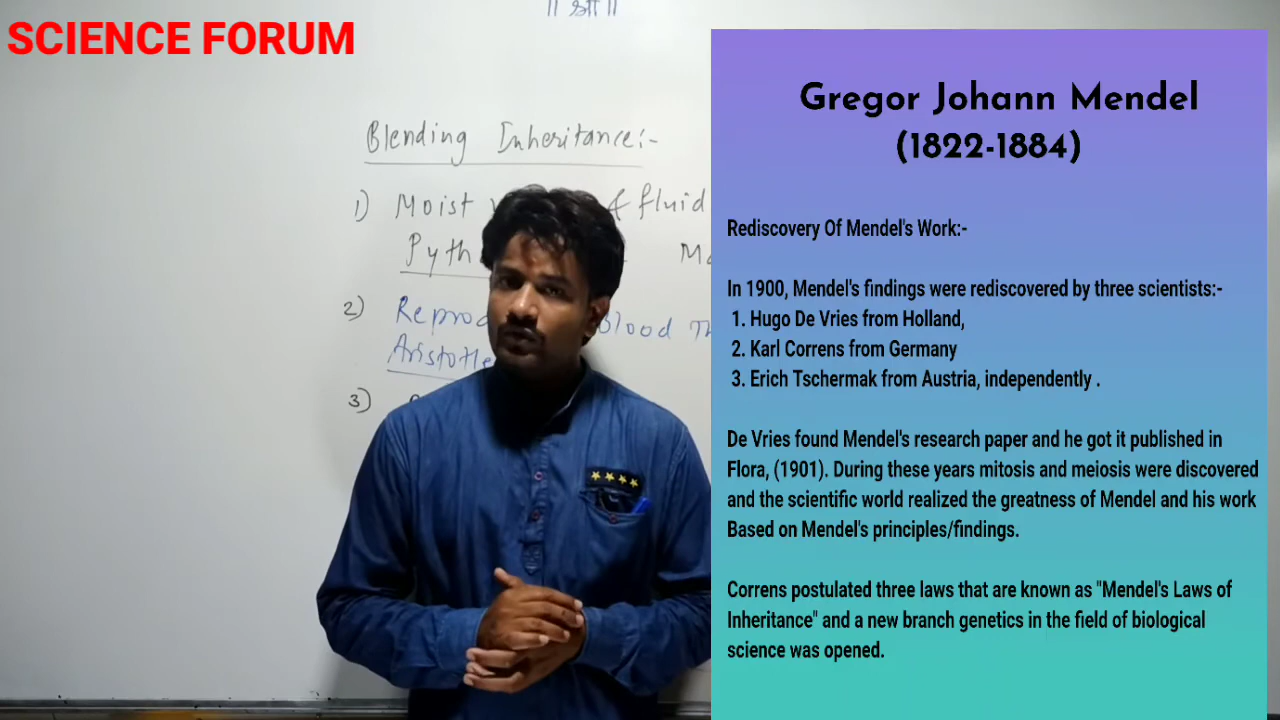 || श्री ||
SCIENCE FORUM
Blending Inheritance:-
1) Moist fluid
Pyth
2) Reprod Blood Th
Aristotle
3)
Gregor Johann Mendel
(1822-1884)
Rediscovery Of Mendel's Work:-
In 1900, Mendel's findings were rediscovered by three scientists:-
1. Hugo De Vries from Holland,
2. Karl Correns from Germany
3. Erich Tschermak from Austria, independently .
De Vries found Mendel's research paper and he got it published in
Flora, (1901). During these years mitosis and meiosis were discovered
and the scientific world realized the greatness of Mendel and his work
Based on Mendel's principles/findings.
Correns postulated three laws that are known as "Mendel's Laws of
Inheritance" and a new branch genetics in the field of biological
science was opened.